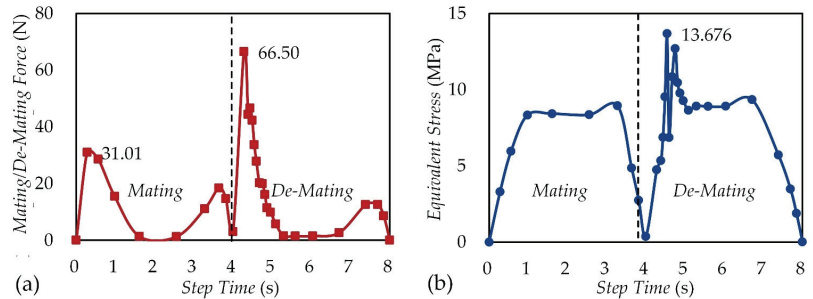 80
60
40
20
0
Mating/De-Mating Force (N)
31.01
66.50
Mating
De-Mating
0 1 2 3 4 5 6 7 8
Step Time (s)
(a)
15
10
5
0
Equivalent Stress (MPa)
13.676
Mating
De-Mating
0 1 2 3 4 5 6 7 8
Step Time (s)
(b)